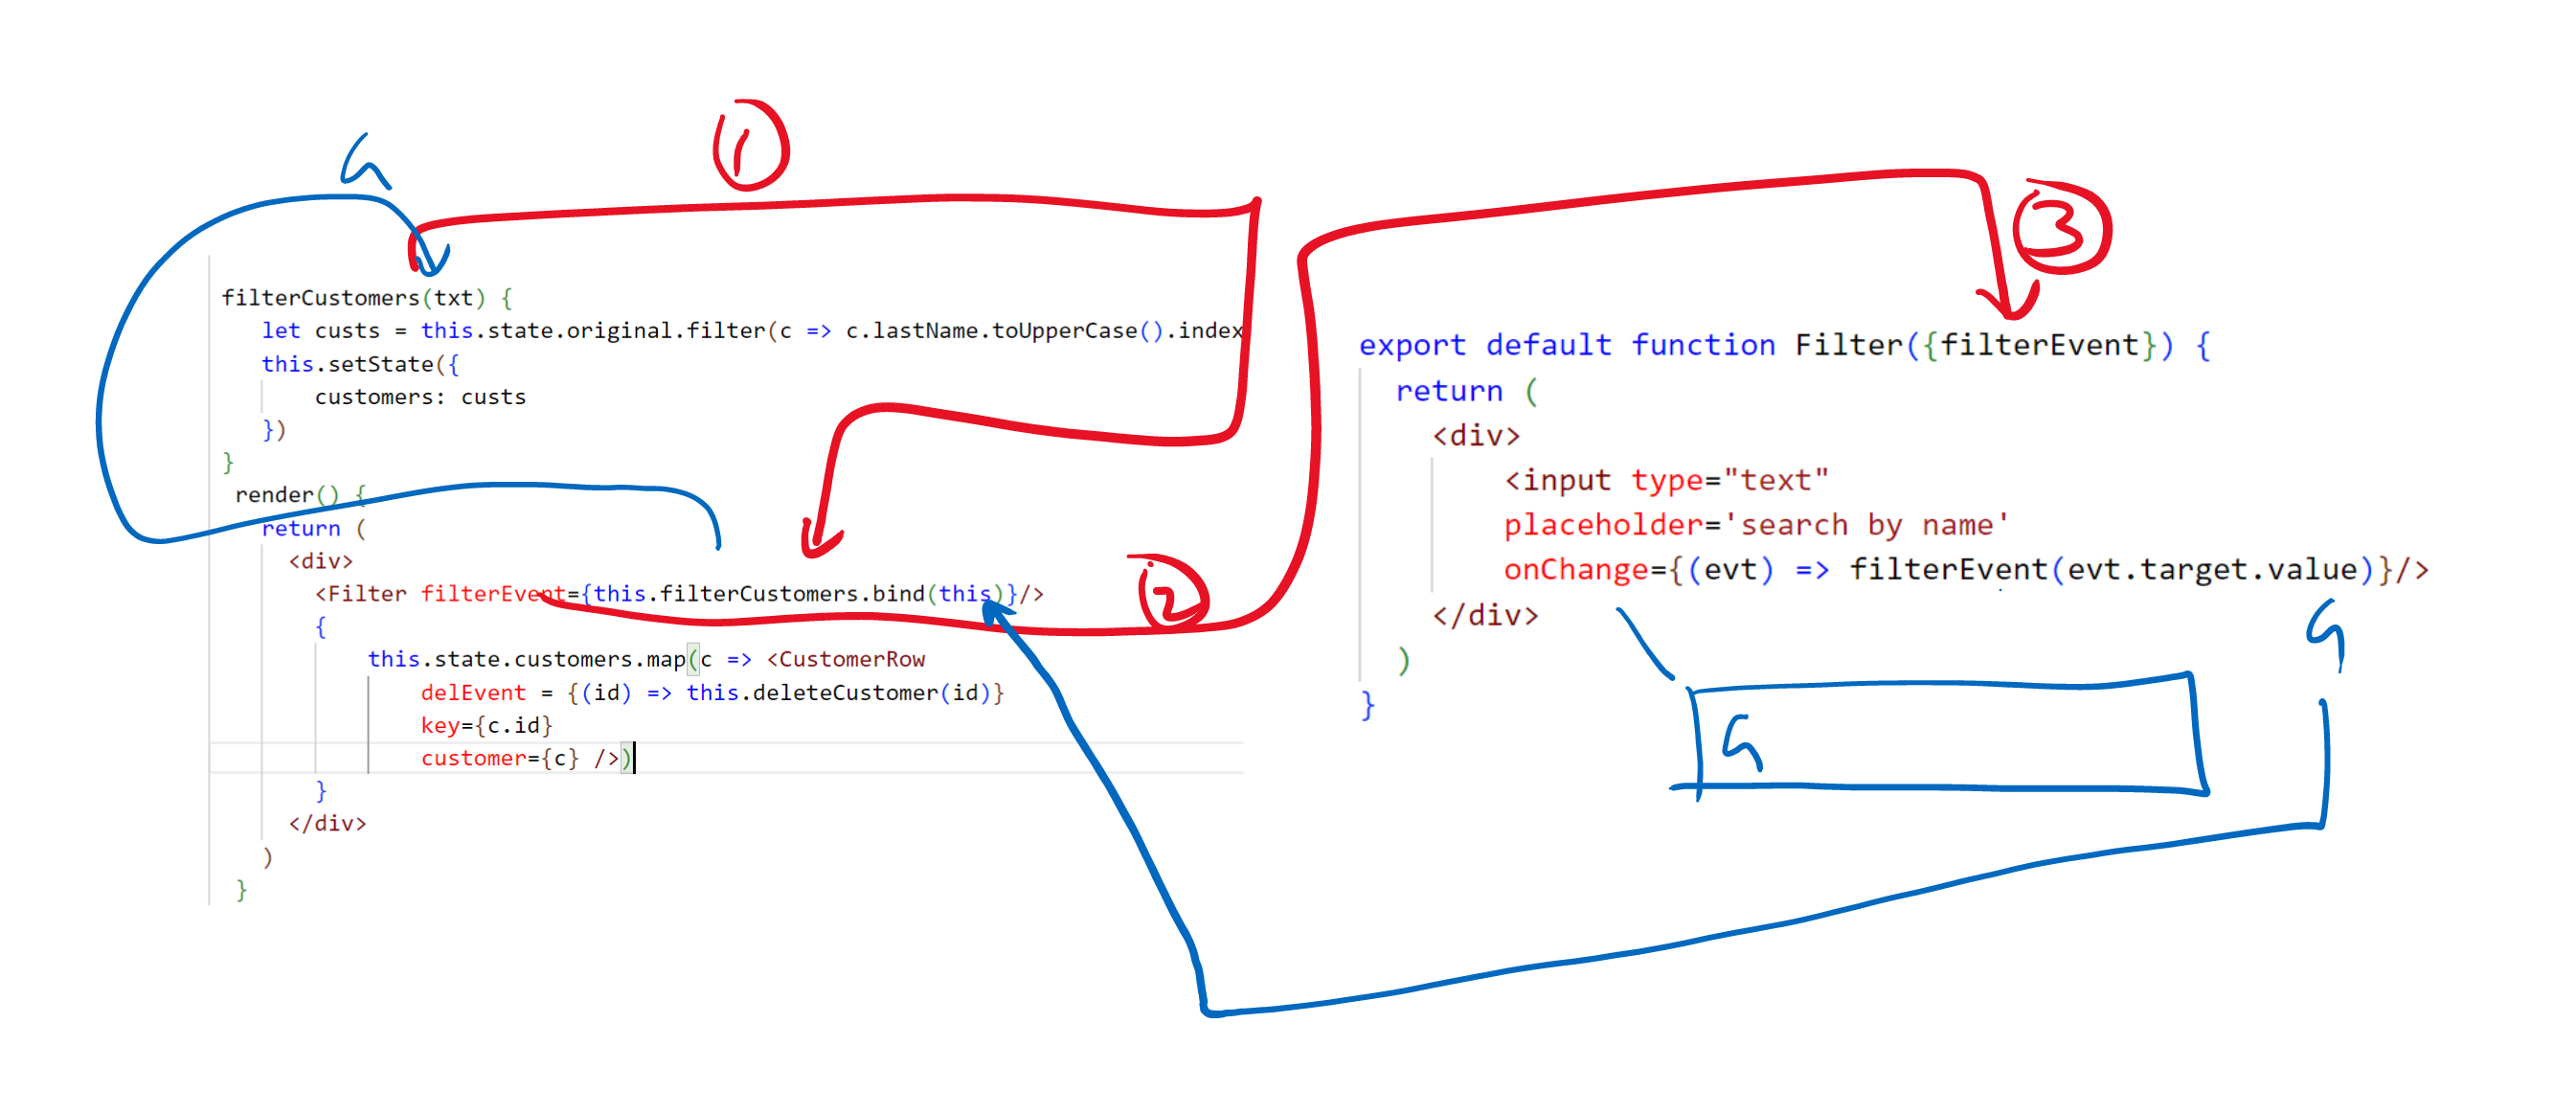 1
G
3
filterCustomers(txt) {
let custs = this.state.original.filter(c => c.lastName.toUpperCase().index
this.setState({
customers: custs
})
}
render() {
return (
<div>
<Filter filterEvent={this.filterCustomers.bind(this)}/>
{
this.state.customers.map(c => <CustomerRow
delEvent = {(id) => this.deleteCustomer(id)}
key={c.id}
customer={c} />)
}
</div>
)
}
2
export default function Filter({filterEvent}) {
return (
<div>
<input type="text"
placeholder='search by name'
onChange={(evt) => filterEvent(evt.target.value)}/>
</div>
)
}
G
G